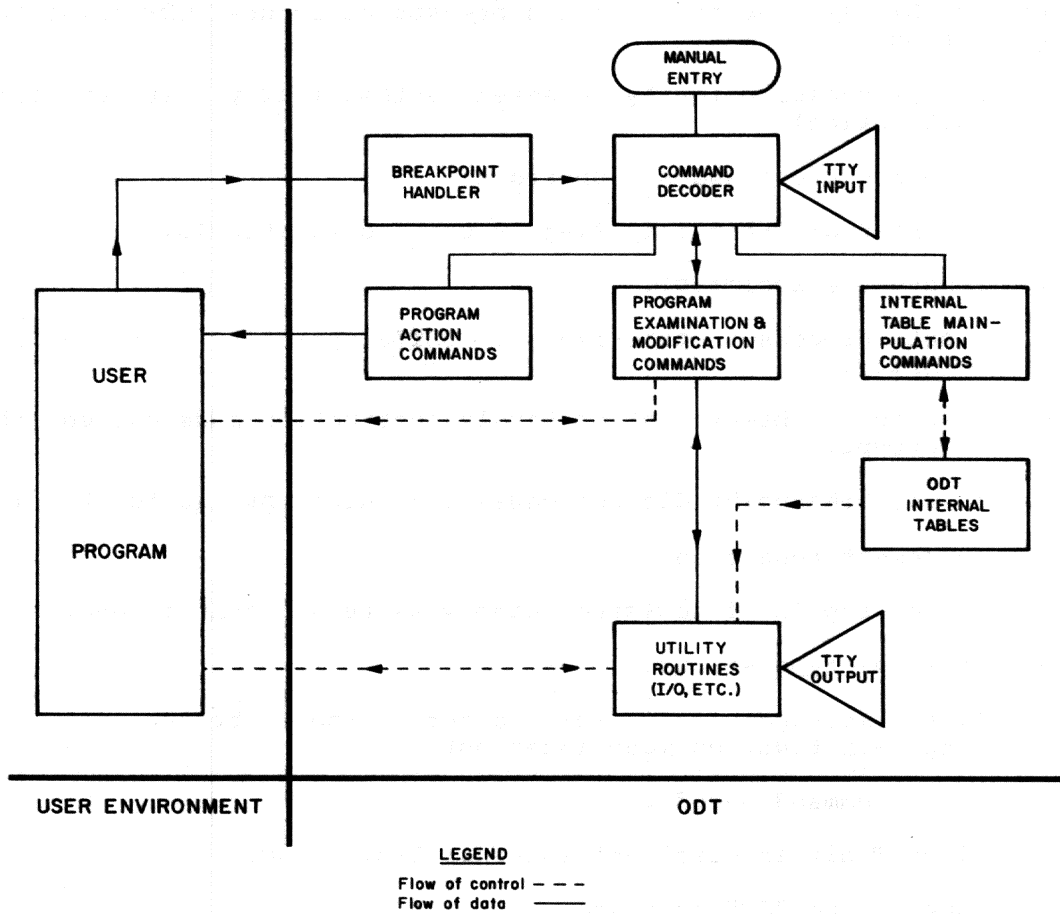 MANUAL
ENTRY
BREAKPOINT
HANDLER
COMMAND
DECODER
TTY
INPUT
PROGRAM
ACTION
COMMANDS
PROGRAM
EXAMINATION &
MODIFICATION
COMMANDS
INTERNAL
TABLE MAIN-
PULATION
COMMANDS
USER
PROGRAM
ODT
INTERNAL
TABLES
UTILITY
ROUTINES
(I/O, ETC.)
TTY
OUTPUT
USER ENVIRONMENT
ODT
LEGEND
Flow of control - - - -
Flow of data ———